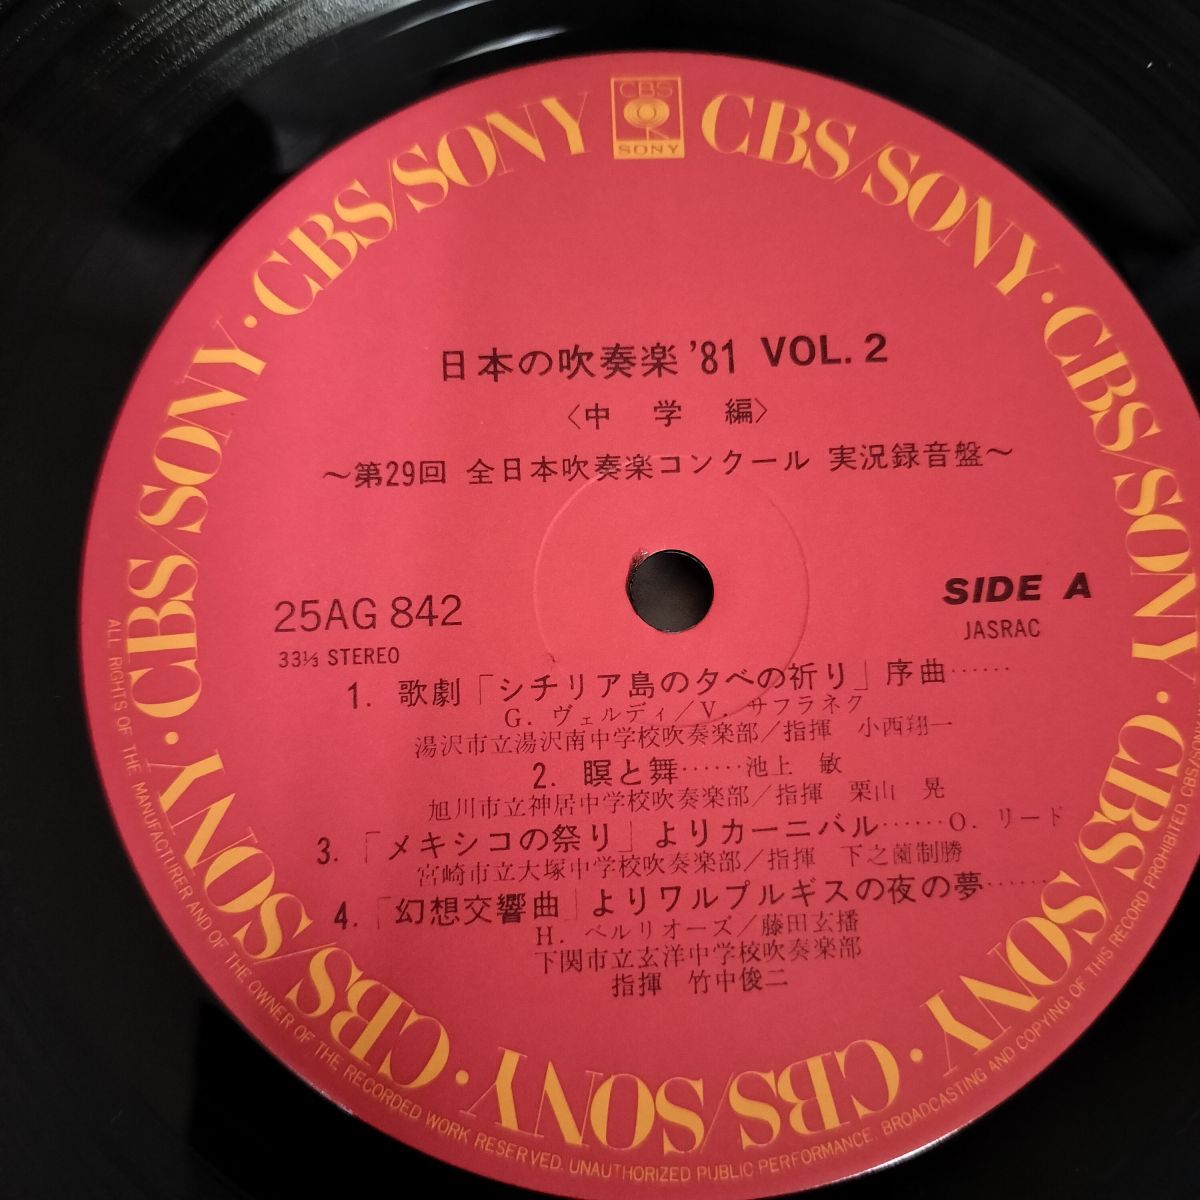 CBS
SONY
CBS/SONY · CBS/SONY · CBS/SONY · CBS/SONY · CBS/SONY · CBS/SONY · CBS/SONY · CBS/SONY · CBS/SONY
日本の吹奏楽 '81 VOL. 2
〈中学編〉
～第29回 全日本吹奏楽コンクール 実況録音盤～
25AG 842
33⅓ STEREO
SIDE A
JASRAC
1. 歌劇「シチリア島の夕べの祈り」序曲……
G. ヴェルディ／V. サフラネク
湯沢市立湯沢南中学校吹奏楽部／指揮 小西翔一
2. 瞑と舞……池上 敏
旭川市立神居中学校吹奏楽部／指揮 栗山 晃
3. 「メキシコの祭り」よりカーニバル……O. リード
宮崎市立大塚中学校吹奏楽部／指揮 下之薗制勝
4. 「幻想交響曲」よりワルプルギスの夜の夢……
H. ベルリオーズ／藤田玄播
下関市立玄洋中学校吹奏楽部
指揮 竹中俊二
ALL RIGHTS OF THE MANUFACTURER AND OF THE OWNER OF THE RECORDED WORK RESERVED. UNAUTHORIZED PUBLIC PERFORMANCE. BROADCASTING AND COPYING OF THIS RECORD PROHIBITED. CBS/SONY